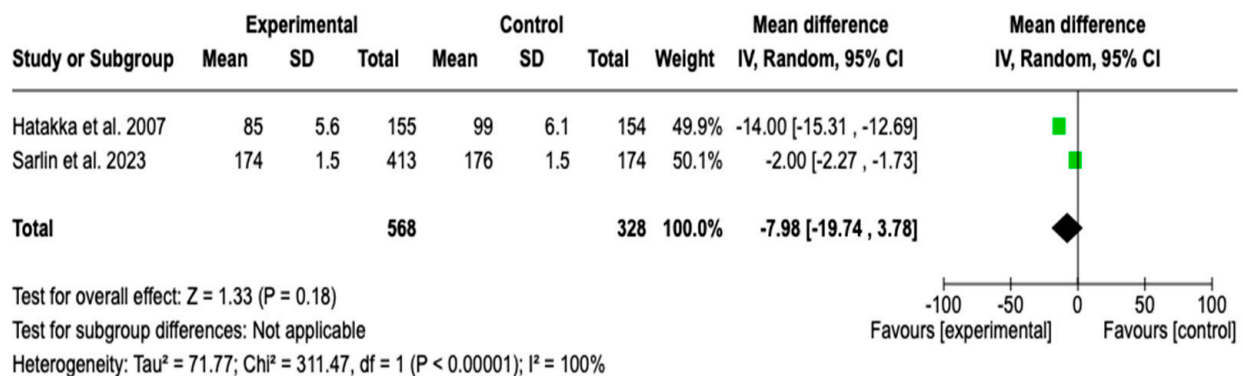 Experimental Control Mean difference Mean difference
Study or Subgroup Mean SD Total Mean SD Total Weight IV, Random, 95% CI IV, Random, 95% CI
Hatakka et al. 2007 85 5.6 155 99 6.1 154 49.9% -14.00 [-15.31 , -12.69]
Sarlin et al. 2023 174 1.5 413 176 1.5 174 50.1% -2.00 [-2.27 , -1.73]
Total 568 328 100.0% -7.98 [-19.74 , 3.78]
Test for overall effect: Z = 1.33 (P = 0.18)
Test for subgroup differences: Not applicable
Heterogeneity: Tau² = 71.77; Chi² = 311.47, df = 1 (P < 0.00001); I² = 100%
-100 -50 0 50 100
Favours [experimental] Favours [control]